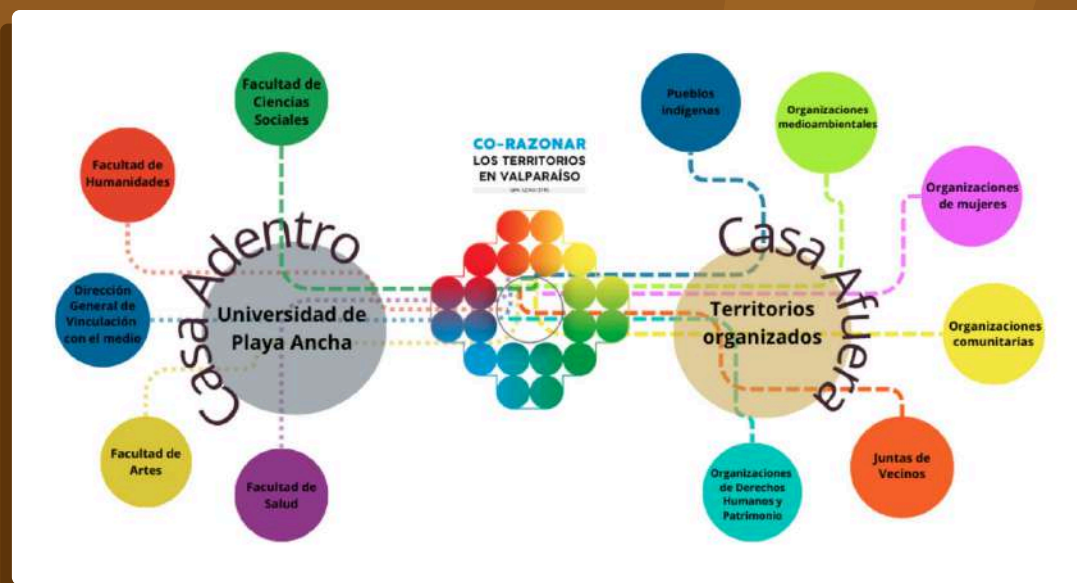 Facultad de
Ciencias
Sociales
Facultad de
Humanidades
Dirección
General de
Vinculación
con el medio
Facultad de
Artes
Facultad de
Salud
Casa Adentro
Universidad de
Playa Ancha
CO-RAZONAR
LOS TERRITORIOS
EN VALPARAÍSO
Casa Afuera
Territorios
organizados
Pueblos
indígenas
Organizaciones
medioambientales
Organizaciones
de mujeres
Organizaciones
comunitarias
Juntas de
Vecinos
Organizaciones
de Derechos
Humanos y
Patrimonio